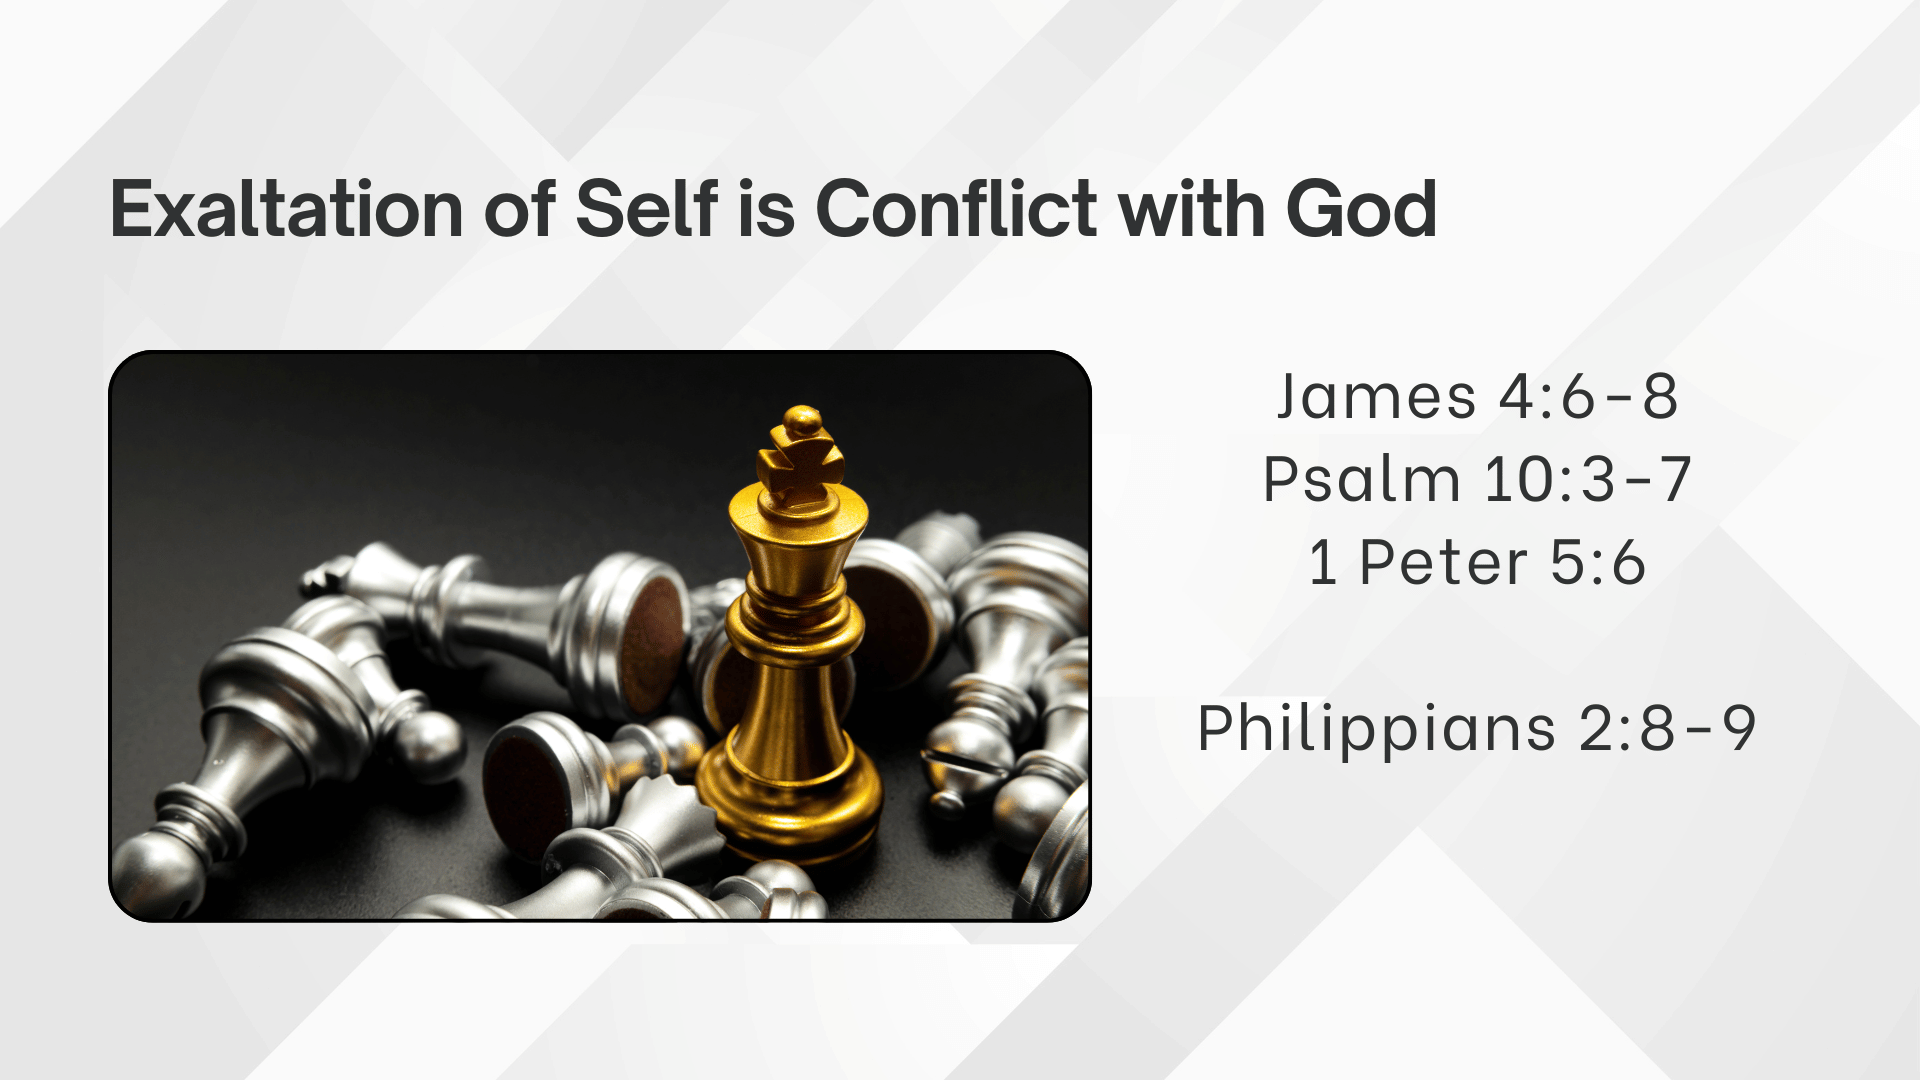 Exaltation of Self is Conflict with God
James 4:6-8
Psalm 10:3-7
1 Peter 5:6
Philippians 2:8-9